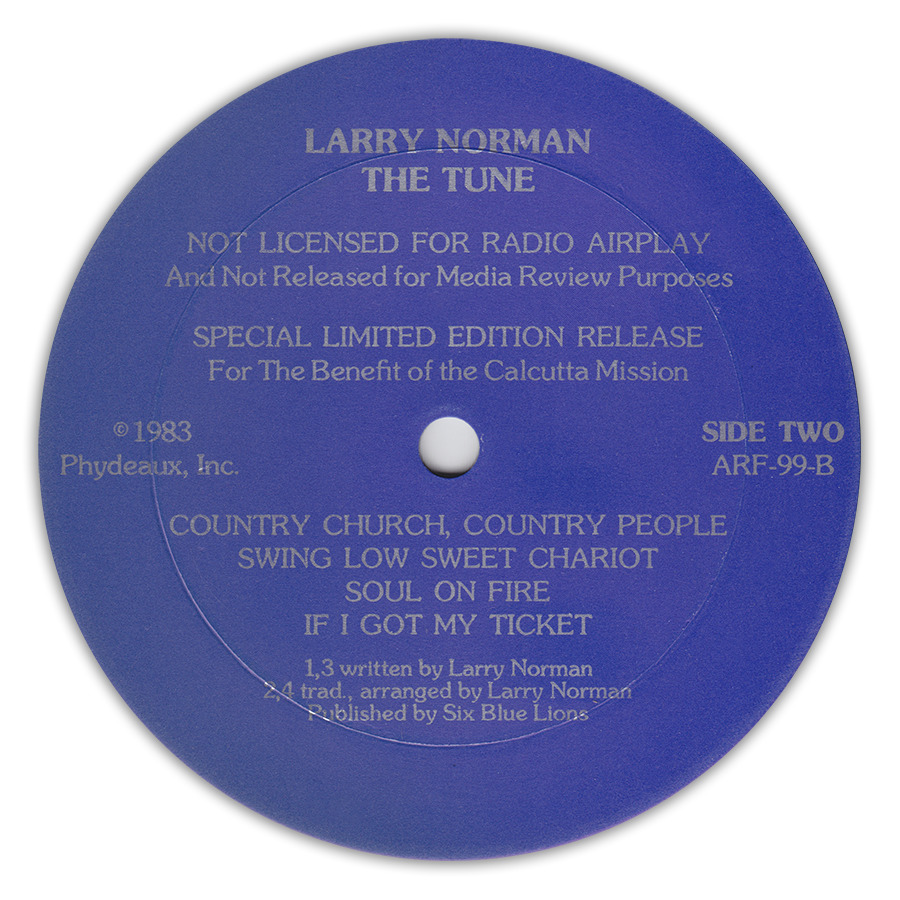 LARRY NORMAN
THE TUNE
NOT LICENSED FOR RADIO AIRPLAY
And Not Released for Media Review Purposes
SPECIAL LIMITED EDITION RELEASE
For The Benefit of the Calcutta Mission
©1983
Phydeaux, Inc.
SIDE TWO
ARF-99-B
COUNTRY CHURCH, COUNTRY PEOPLE
SWING LOW SWEET CHARIOT
SOUL ON FIRE
IF I GOT MY TICKET
1,3 written by Larry Norman
2,4 trad., arranged by Larry Norman
Published by Six Blue Lions